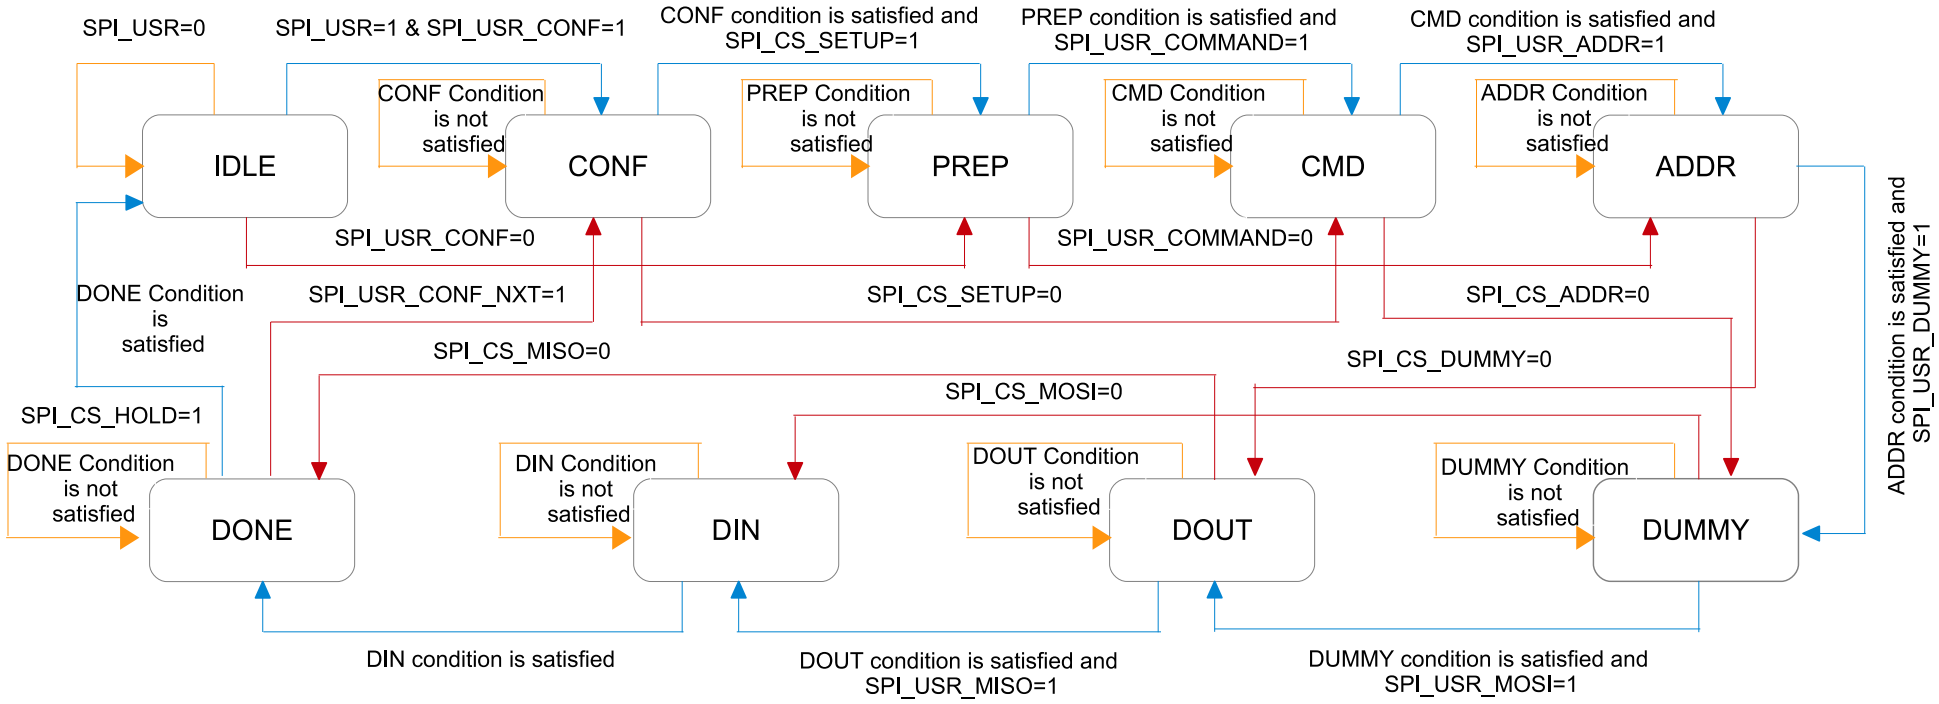 SPI_USR=0
SPI_USR=1 & SPI_USR_CONF=1
CONF condition is satisfied and
SPI_CS_SETUP=1
PREP condition is satisfied and
SPI_USR_COMMAND=1
CMD condition is satisfied and
SPI_USR_ADDR=1
CONF Condition
is not
satisfied
PREP Condition
is not
satisfied
CMD Condition
is not
satisfied
ADDR Condition
is not
satisfied
IDLE
CONF
PREP
CMD
ADDR
SPI_USR_CONF=0
SPI_USR_COMMAND=0
ADDR condition is satisfied and
SPI_USR_DUMMY=1
DONE Condition
is
satisfied
SPI_USR_CONF_NXT=1
SPI_CS_SETUP=0
SPI_CS_ADDR=0
SPI_CS_MISO=0
SPI_CS_DUMMY=0
SPI_CS_MOSI=0
SPI_CS_HOLD=1
DONE Condition
is not
satisfied
DIN Condition
is not
satisfied
DOUT Condition
is not
satisfied
DUMMY Condition
is not
satisfied
DONE
DIN
DOUT
DUMMY
DIN condition is satisfied
DOUT condition is satisfied and
SPI_USR_MISO=1
DUMMY condition is satisfied and
SPI_USR_MOSI=1